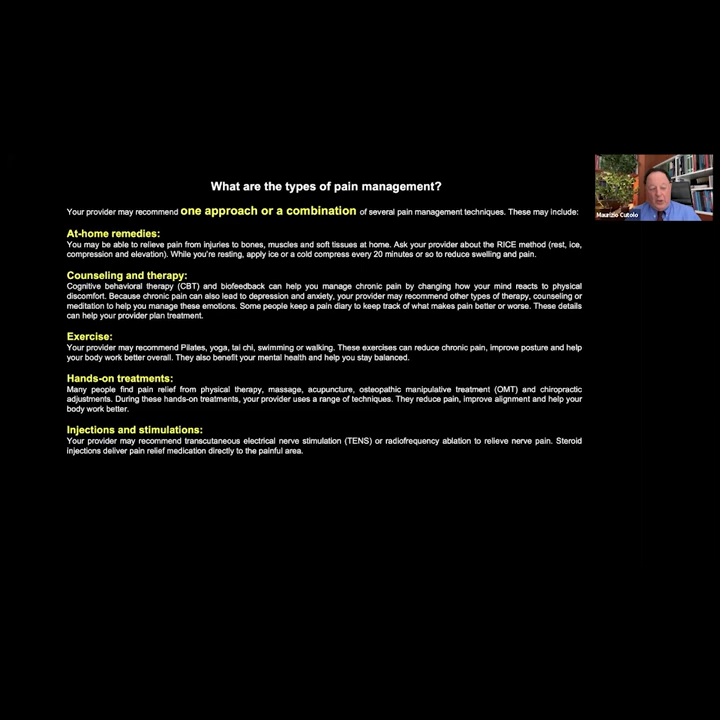 What are the types of pain management?
Your provider may recommend one approach or a combination of several pain management techniques. These may include:
At-home remedies:
You may be able to relieve pain from injuries to bones, muscles and soft tissues at home. Ask your provider about the RICE method (rest, ice,
compression and elevation). While you're resting, apply ice or a cold compress every 20 minutes or so to reduce swelling and pain.
Counseling and therapy:
Cognitive behavioral therapy (CBT) and biofeedback can help you manage chronic pain by changing how your mind reacts to physical
discomfort. Because chronic pain can also lead to depression and anxiety, your provider may recommend other types of therapy, counseling or
meditation to help you manage these emotions. Some people keep a pain diary to keep track of what makes pain better or worse. These details
can help your provider plan treatment.
Exercise:
Your provider may recommend Pilates, yoga, tai chi, swimming or walking. These exercises can reduce chronic pain, improve posture and help
your body work better overall. They also benefit your mental health and help you stay balanced.
Hands-on treatments:
Many people find pain relief from physical therapy, massage, acupuncture, osteopathic manipulative treatment (OMT) and chiropractic
adjustments. During these hands-on treatments, your provider uses a range of techniques. They reduce pain, improve alignment and help your
body work better.
Injections and stimulations:
Your provider may recommend transcutaneous electrical nerve stimulation (TENS) or radiofrequency ablation to relieve nerve pain. Steroid
injections deliver pain relief medication directly to the painful area.
Maurizio Cutolo